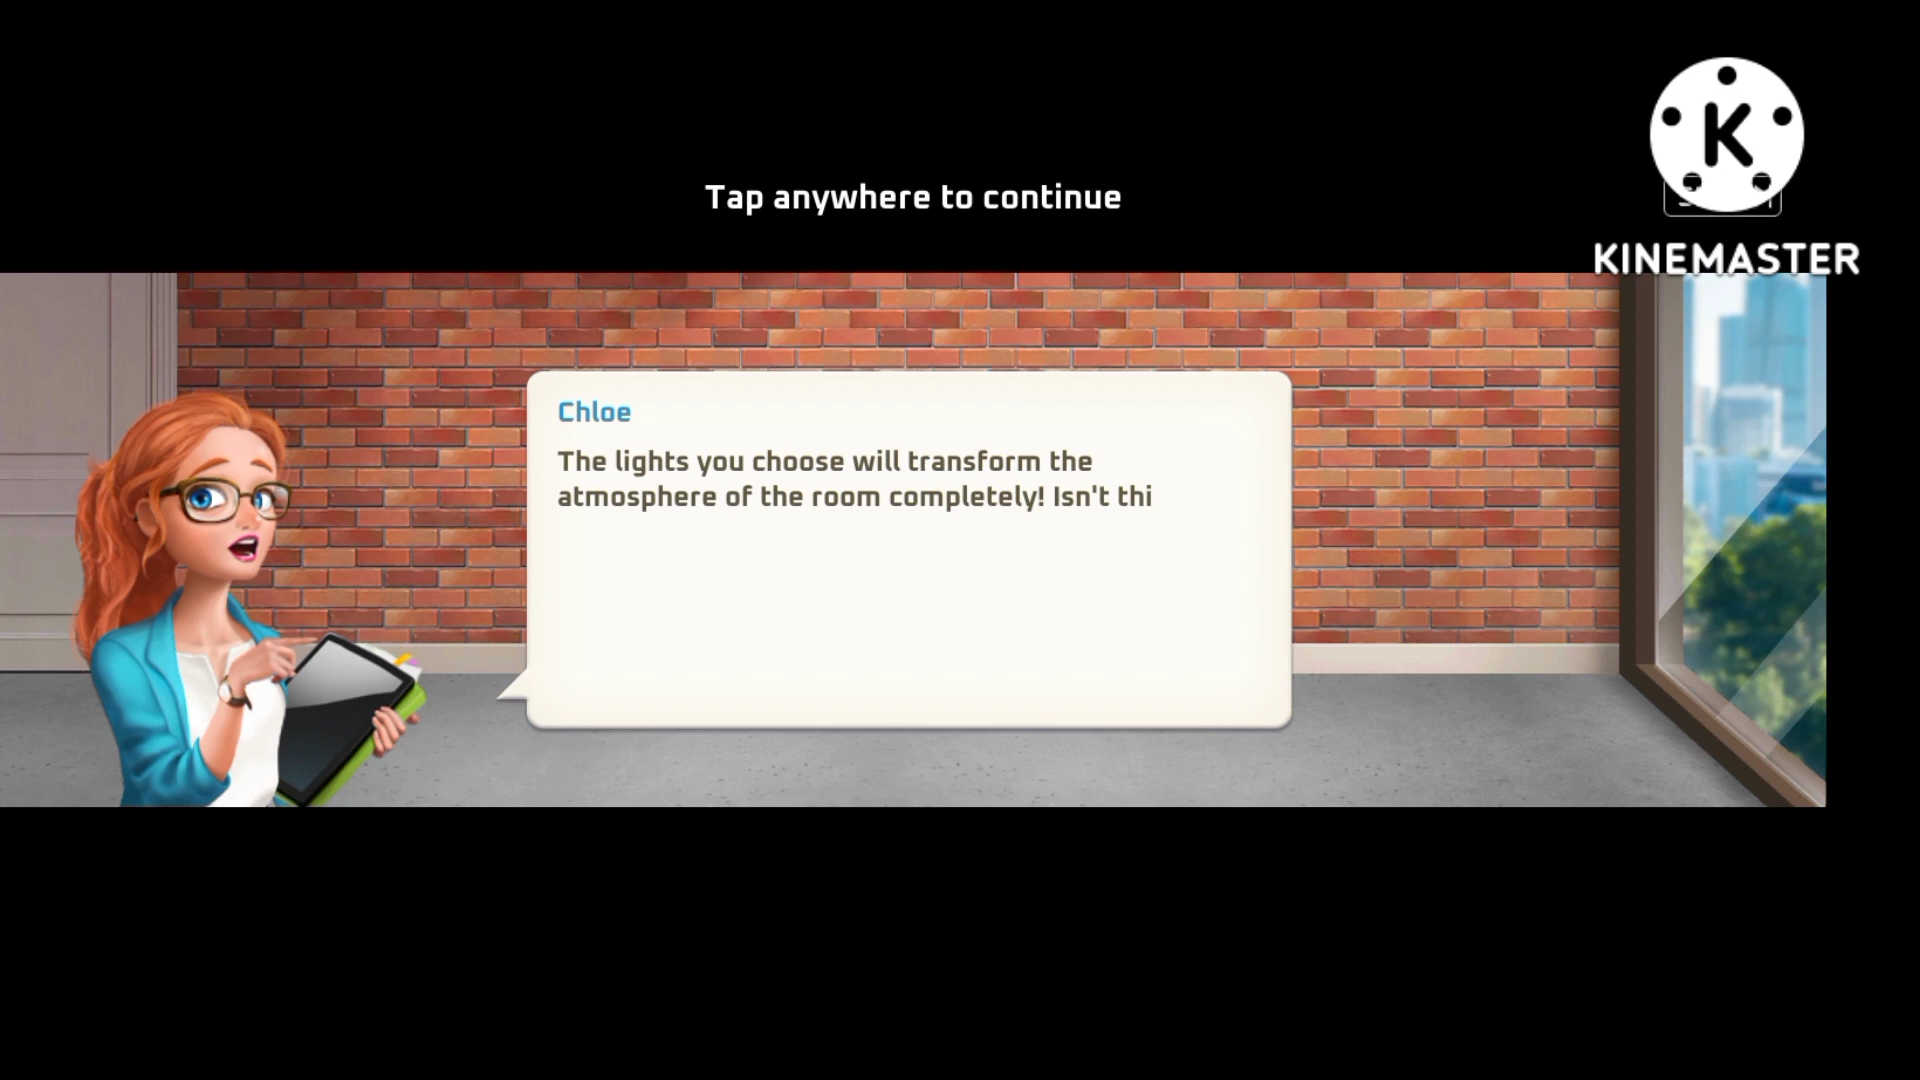 K
Tap anywhere to continue
KINEMASTER
Chloe
The lights you choose will transform the
atmosphere of the room completely! Isn't thi